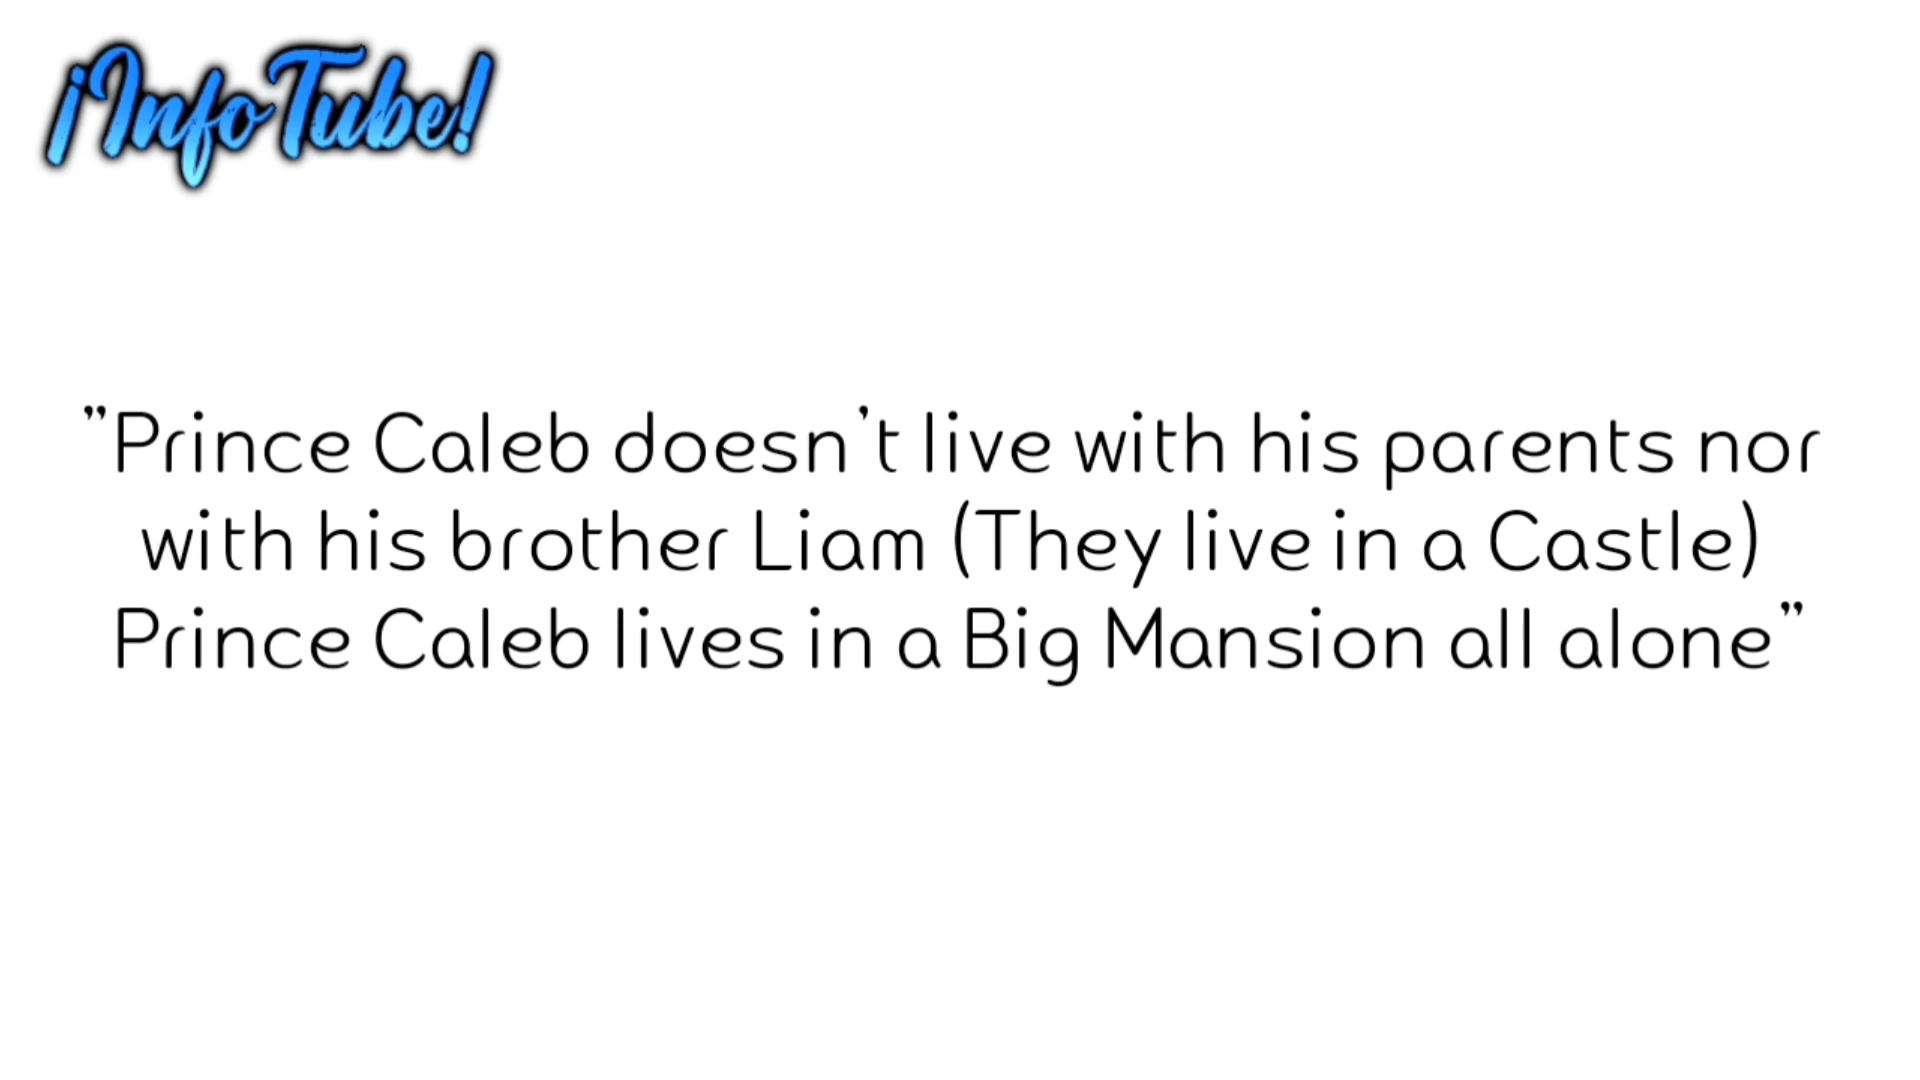 ¡InfoTube!
”Prince Caleb doesn’t live with his parents nor
with his brother Liam (They live in a Castle)
Prince Caleb lives in a Big Mansion all alone”